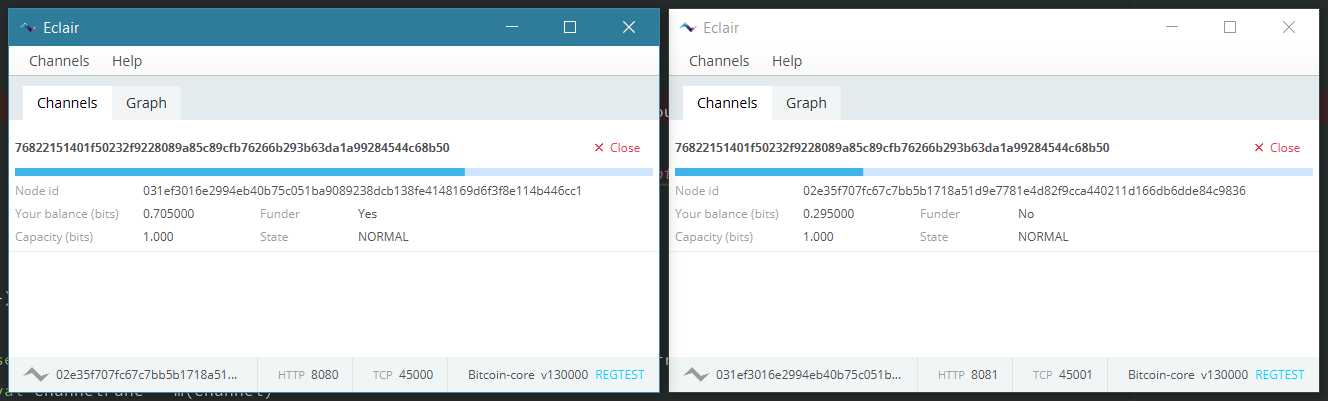 Eclair
Channels Help
Channels Graph
76822151401f50232f9228089a85c89cfb76266b293b63da1a99284544c68b50 Close
Node id 031ef3016e2994eb40b75c051ba9089238dcb138fe4148169d6f3f8e114b446cc1
Your balance (bits) 0.705000 Funder Yes
Capacity (bits) 1.000 State NORMAL
02e35f707fc67c7bb5b1718a51... HTTP 8080 TCP 45000 Bitcoin-core v130000 REGTEST
Eclair
Channels Help
Channels Graph
76822151401f50232f9228089a85c89cfb76266b293b63da1a99284544c68b50 Close
Node id 02e35f707fc67c7bb5b1718a51d9e7781e4d82f9cca440211d166db6dde84c9836
Your balance (bits) 0.295000 Funder No
Capacity (bits) 1.000 State NORMAL
031ef3016e2994eb40b75c051b... HTTP 8081 TCP 45001 Bitcoin-core v130000 REGTEST